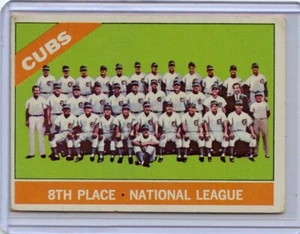 CUBS
8TH PLACE • NATIONAL LEAGUE